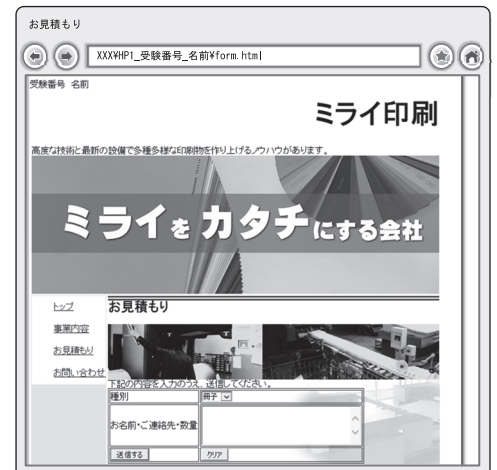 お見積もり
XXX¥HP1_受験番号_名前¥form.html
受験番号 名前
ミライ印刷
高度な技術と最新の設備で多種多様な印刷物を作り上げるノウハウがあります。
ミライをカタチにする会社
トップ
お見積もり
事業内容
お見積もり
お問い合わせ
下記の内容を入力のうえ、送信してください。
種別 冊子
お名前・ご連絡先・数量
送信する クリア